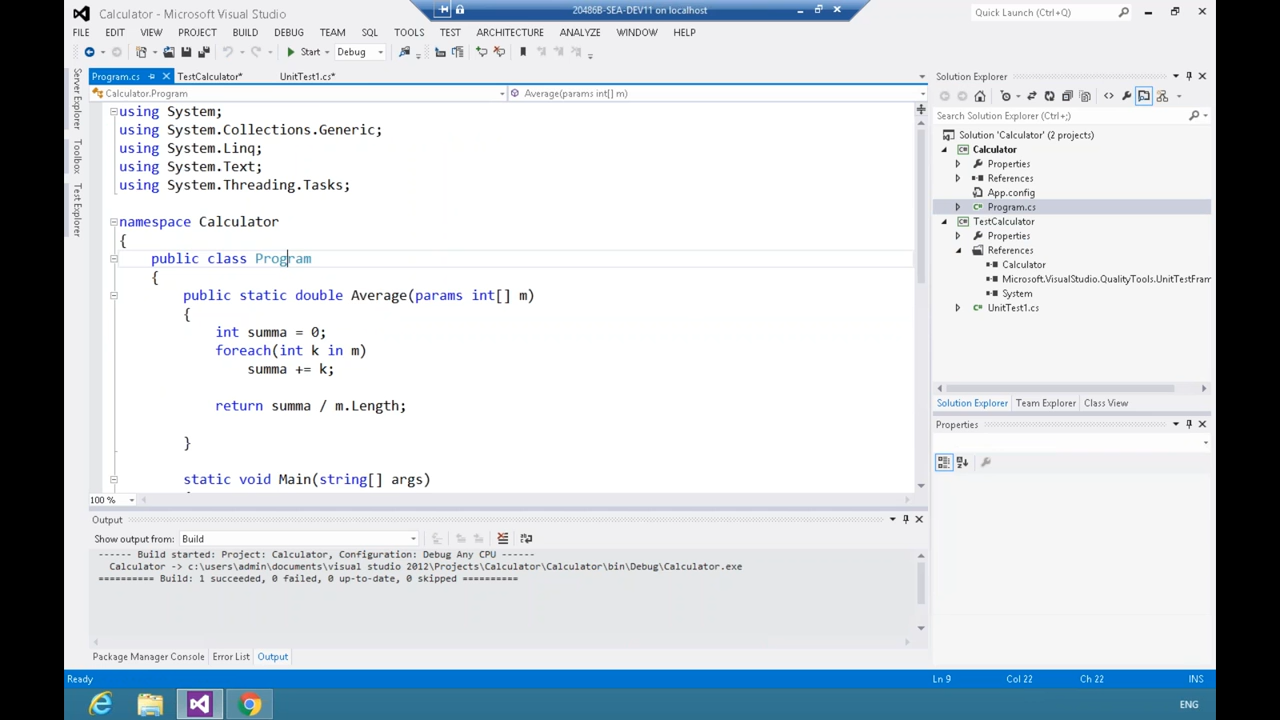 Calculator - Microsoft Visual Studio
20486B-SEA-DEV11 on localhost
Quick Launch (Ctrl+Q)
FILE EDIT VIEW PROJECT BUILD DEBUG TEAM SQL TOOLS TEST ARCHITECTURE ANALYZE WINDOW HELP
Start Debug
Server Explorer
Toolbox
Test Explorer
Program.cs TestCalculator* UnitTest1.cs*
Calculator.Program Average(params int[] m)
using System;
using System.Collections.Generic;
using System.Linq;
using System.Text;
using System.Threading.Tasks;
namespace Calculator
{
public class Program
{
public static double Average(params int[] m)
{
int summa = 0;
foreach(int k in m)
summa += k;
return summa / m.Length;
}
static void Main(string[] args)
100 %
Solution Explorer
Search Solution Explorer (Ctrl+;)
Solution 'Calculator' (2 projects)
Calculator
Properties
References
App.config
Program.cs
TestCalculator
Properties
References
Calculator
Microsoft.VisualStudio.QualityTools.UnitTestFram
System
UnitTest1.cs
Solution Explorer Team Explorer Class View
Properties
Output
Show output from: Build
------ Build started: Project: Calculator, Configuration: Debug Any CPU ------
Calculator -> c:\users\admin\documents\visual studio 2012\Projects\Calculator\Calculator\bin\Debug\Calculator.exe
========== Build: 1 succeeded, 0 failed, 0 up-to-date, 0 skipped ==========
Package Manager Console Error List Output
Ready Ln 9 Col 22 Ch 22 INS
ENG